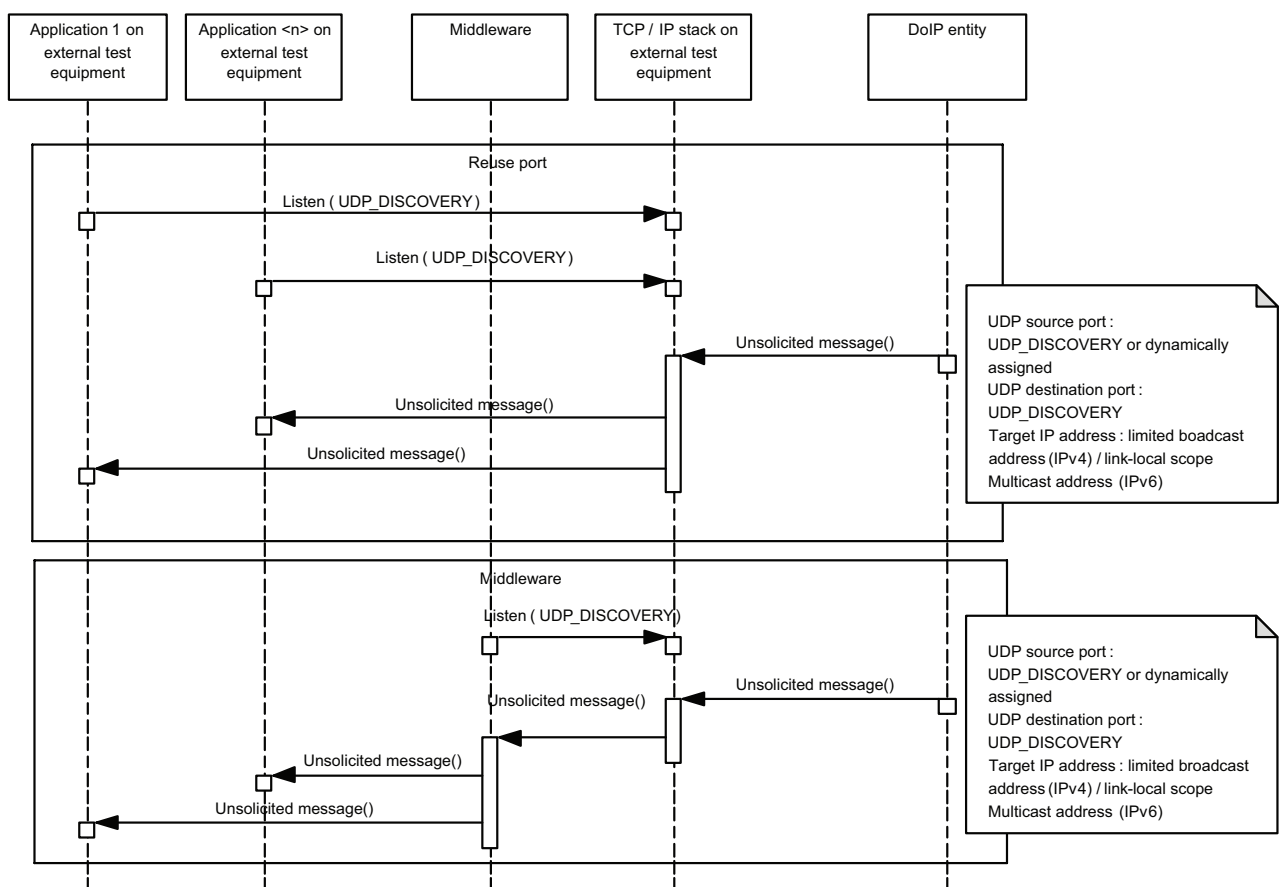 Application 1 on
external test
equipment
Application <n> on
external test
equipment
Middleware
TCP / IP stack on
external test
equipment
DoIP entity
Reuse port
Listen ( UDP_DISCOVERY )
Listen ( UDP_DISCOVERY )
Unsolicited message()
Unsolicited message()
Unsolicited message()
UDP source port :
UDP_DISCOVERY or dynamically
assigned
UDP destination port :
UDP_DISCOVERY
Target IP address : limited boadcast
address (IPv4) / link-local scope
Multicast address (IPv6)
Middleware
Listen ( UDP_DISCOVERY )
Unsolicited message()
Unsolicited message()
Unsolicited message()
Unsolicited message()
UDP source port :
UDP_DISCOVERY or dynamically
assigned
UDP destination port :
UDP_DISCOVERY
Target IP address : limited broadcast
address (IPv4) / link-local scope
Multicast address (IPv6)